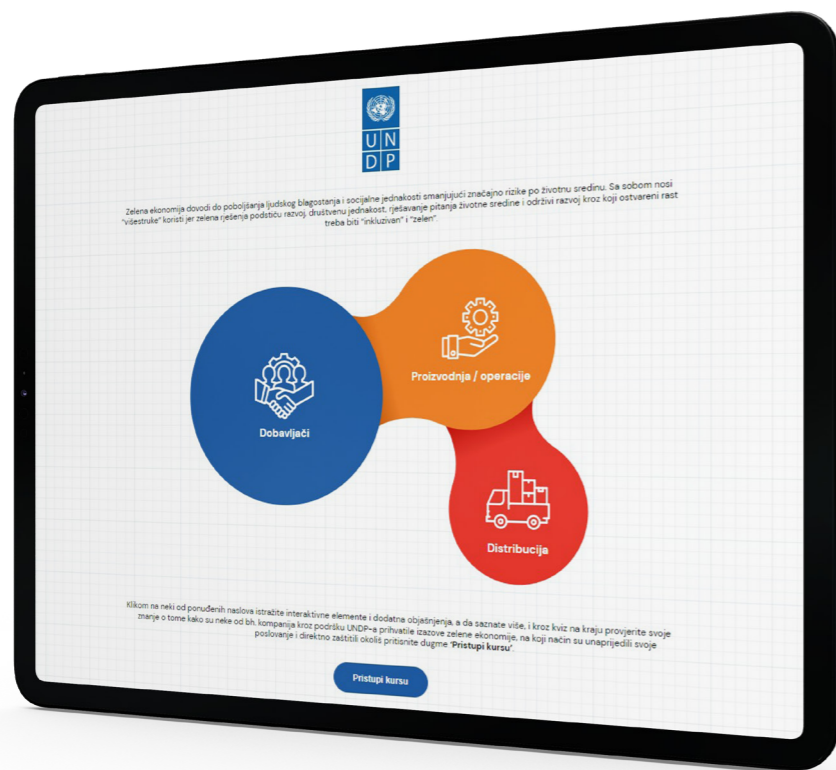 UN
DP
Zelena ekonomija dovodi do poboljšanja ljudskog blagostanja i socijalne jednakosti smanjujući značajno rizike po životnu sredinu. Sa sobom nosi
"višestruke" koristi jer zelena rješenja podstiču razvoj, društvenu jednakost, rješavanje pitanja životne sredine i održivi razvoj kroz koji ostvareni rast
treba biti "inkluzivan" i "zelen".
Proizvodnja / operacije
Dobavljači
Distribucija
Klikom na neki od ponuđenih naslova istražite interaktivne elemente i dodatna objašnjenja, a da saznate više, i kroz kviz na kraju provjerite svoje
znanje o tome kako su neke od bh. kompanija kroz podršku UNDP-a prihvatile izazove zelene ekonomije, na koji način su unaprijedili svoje
poslovanje i direktno zaštitili okoliš pritisnite dugme "Pristupi kursu".
Pristupi kursu